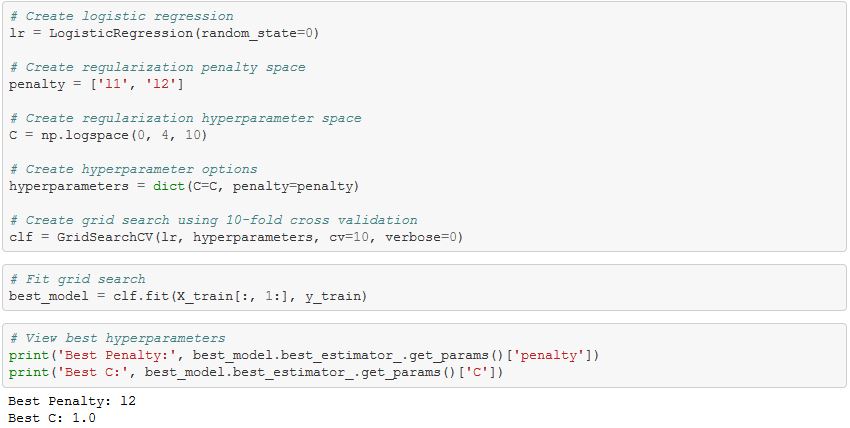 # Create logistic regression
lr = LogisticRegression(random_state=0)
# Create regularization penalty space
penalty = ['l1', 'l2']
# Create regularization hyperparameter space
C = np.logspace(0, 4, 10)
# Create hyperparameter options
hyperparameters = dict(C=C, penalty=penalty)
# Create grid search using 10-fold cross validation
clf = GridSearchCV(lr, hyperparameters, cv=10, verbose=0)
# Fit grid search
best_model = clf.fit(X_train[:, 1:], y_train)
# View best hyperparameters
print('Best Penalty:', best_model.best_estimator_.get_params()['penalty'])
print('Best C:', best_model.best_estimator_.get_params()['C'])
Best Penalty: l2
Best C: 1.0